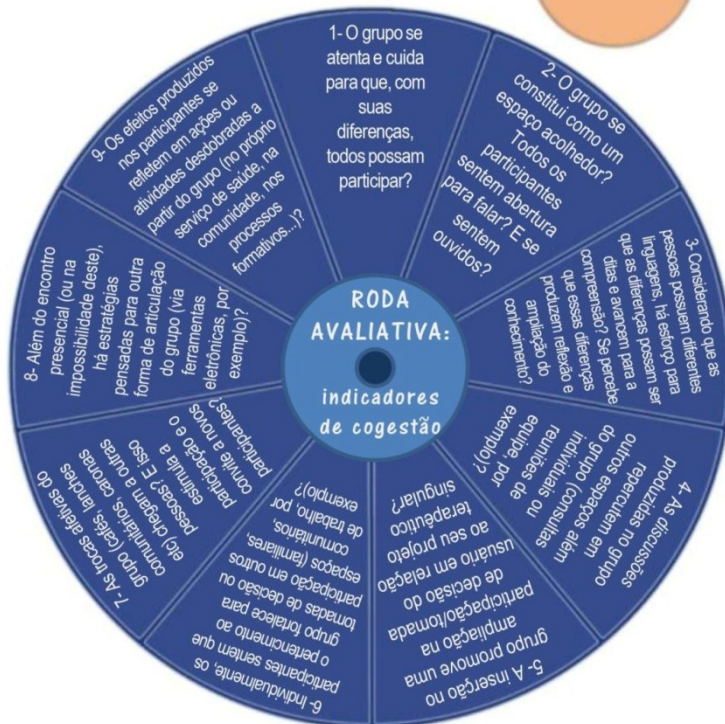 RODA
AVALIATIVA:
indicadores
de cogestão
1- O grupo se
atenta e cuida
para que, com
suas
diferenças,
todos possam
participar?
2- O grupo se
constitui como um
espaço acolhedor?
Todos os
participantes
sentem abertura
para falar? E se
sentem
ouvidos?
3- Considerando que as
pessoas possuem diferentes
linguagens, há esforço para
que as diferenças possam ser
ditas e avancem para a
compreensão? Se percebe
que essas diferenças
produzem reflexão e
ampliação do
conhecimento?
4- As discussões
produzidas no grupo
repercutem em
outros espaços além
do grupo (consultas
individuais ou
reuniões de
equipe, por
exemplo)?
5- A inserção no
grupo promove uma
ampliação na
participação/tomada
de decisão do
usuário em relação
ao seu projeto
terapêutico
singular?
6- Individualmente, os
participantes sentem que
o pertencimento ao
grupo fortalece para
tomadas de decisão ou
participação em outros
espaços (familiares,
comunitários,
de trabalho, por
exemplo)?
7- As trocas afetivas do
grupo (cafés, lanches
comunitários, caronas
etc) chegam a outras
pessoas? E isso
estimula a
participação e o
convite a novos
participantes?
8- Além do encontro
presencial (ou na
impossibilidade deste),
há estratégias
pensadas para outra
forma de articulação
do grupo (via
ferramentas
eletrônicas, por
exemplo)?
9- Os efeitos produzidos
nos participantes se
refletem em ações ou
atividades desdobradas a
partir do grupo (no próprio
serviço de saúde, na
comunidade, nos
processos
formativos...)?